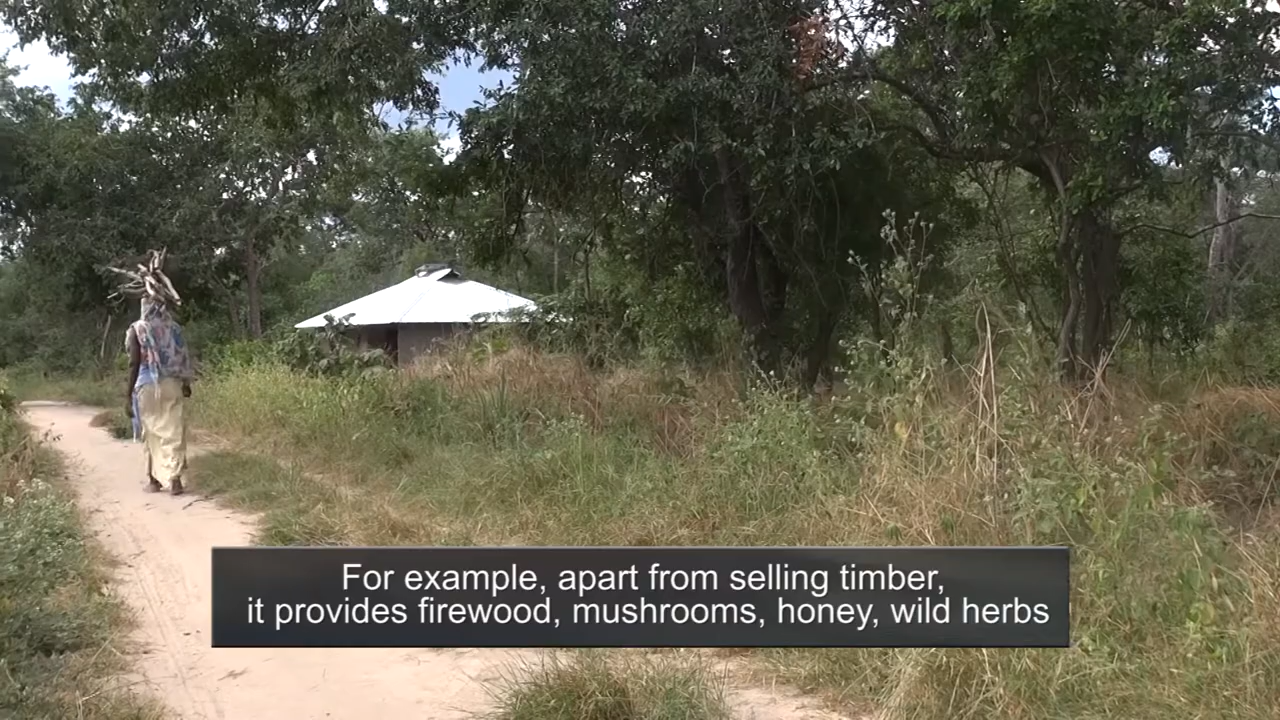 For example, apart from selling timber,
it provides firewood, mushrooms, honey, wild herbs